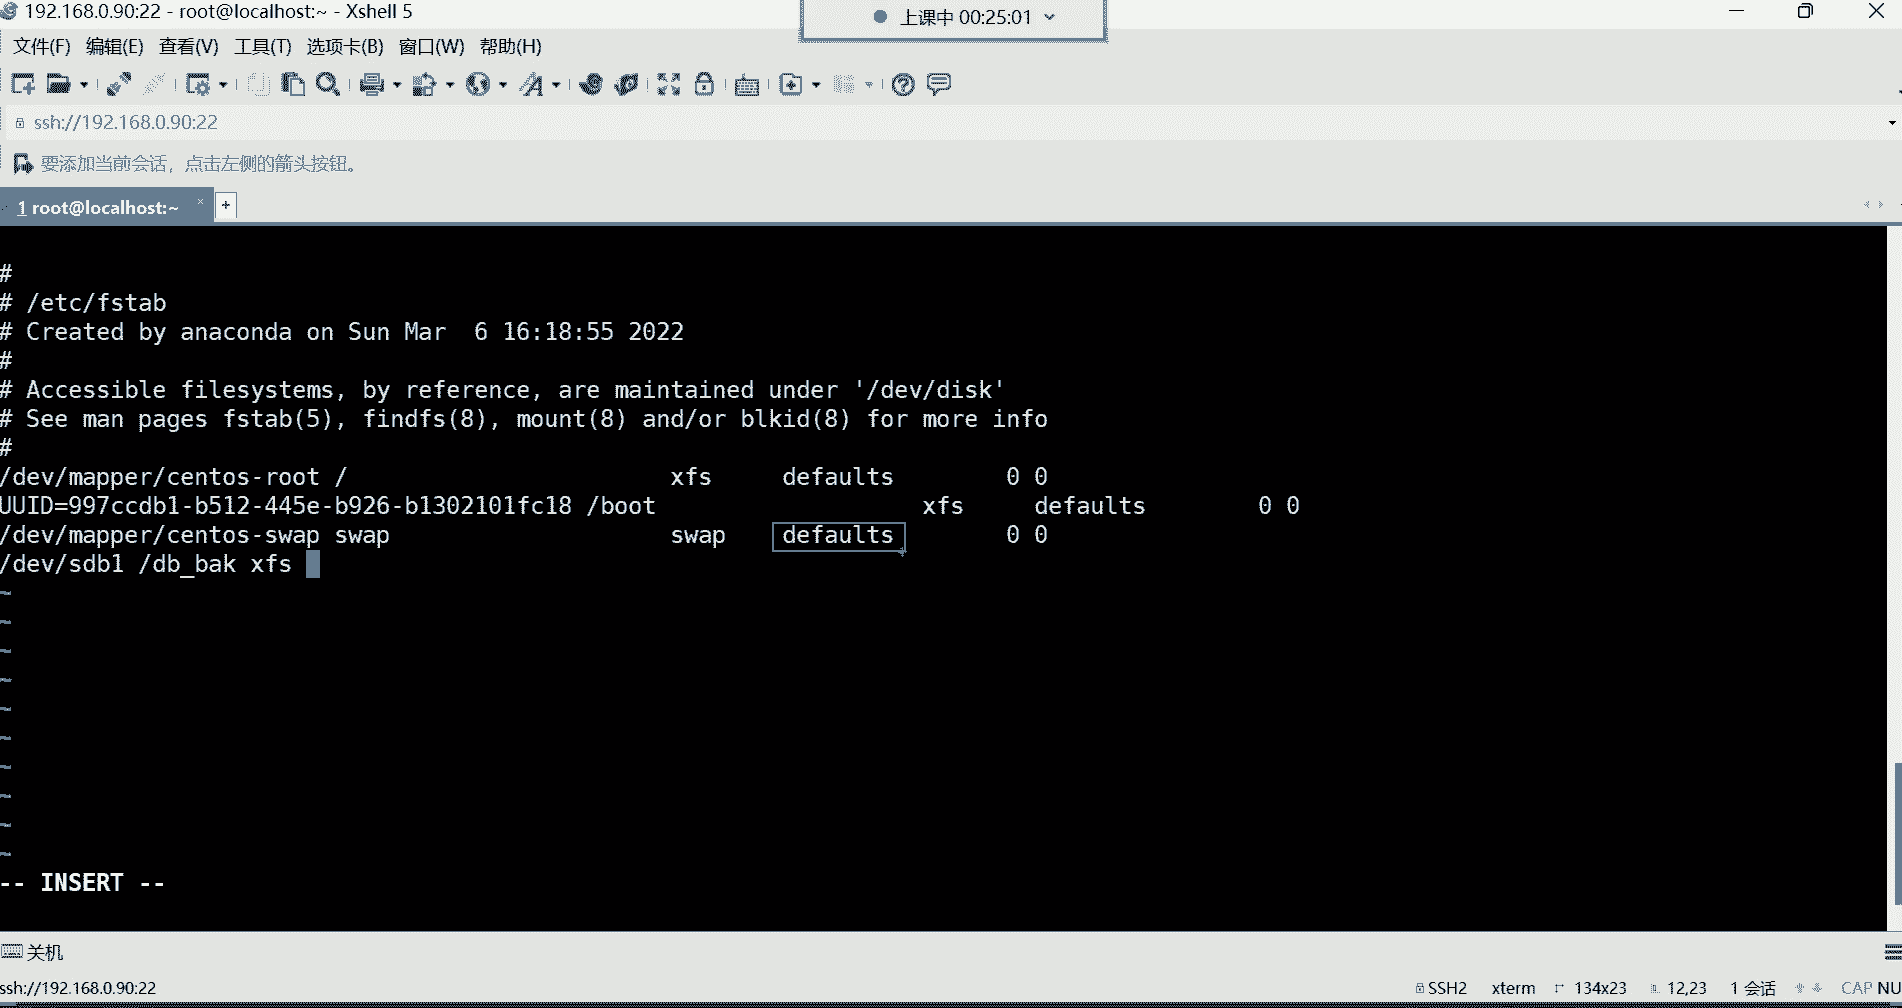 192.168.0.90:22 - root@localhost:~ - Xshell 5
上课中 00:25:01
文件(F) 编辑(E) 查看(V) 工具(T) 选项卡(B) 窗口(W) 帮助(H)
ssh://192.168.0.90:22
要添加当前会话，点击左侧的箭头按钮。
1 root@localhost:~ × +
#
# /etc/fstab
# Created by anaconda on Sun Mar  6 16:18:55 2022
#
# Accessible filesystems, by reference, are maintained under '/dev/disk'
# See man pages fstab(5), findfs(8), mount(8) and/or blkid(8) for more info
#
/dev/mapper/centos-root /                       xfs     defaults        0 0
UUID=997ccdb1-b512-445e-b926-b1302101fc18 /boot                   xfs     defaults        0 0
/dev/mapper/centos-swap swap                    swap    defaults        0 0
/dev/sdb1 /db_bak xfs
~
~
~
~
~
~
~
~
~
~
-- INSERT --
关机
ssh://192.168.0.90:22 SSH2 xterm 134x23 12,23 1 会话 CAP NU